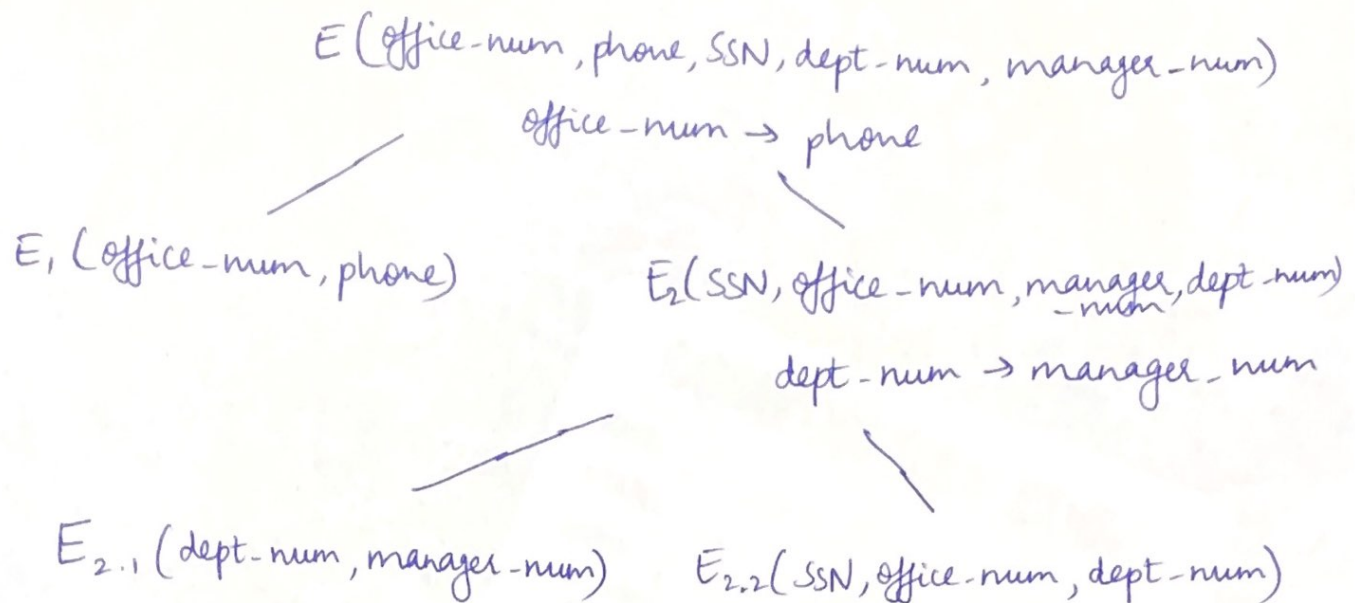 E(office-num, phone, SSN, dept-num, manager-num)
office-num → phone
E₁ (office-num, phone)
E₂(SSN, office-num, manager-num, dept-num)
dept-num → manager-num
E₂.₁ (dept-num, manager-num)
E₂.₂ (SSN, office-num, dept-num)